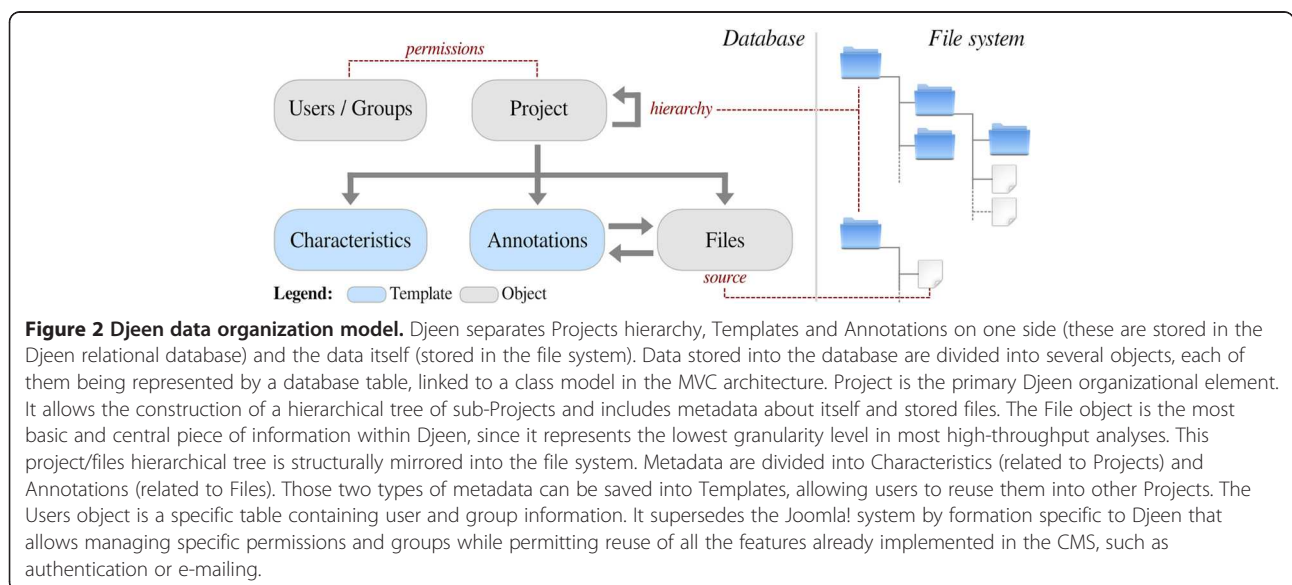 Database
File system
permissions
Users / Groups
Project
hierarchy
Characteristics
Annotations
Files
source
Legend: Template Object
Figure 2 Djeen data organization model. Djeen separates Projects hierarchy, Templates and Annotations on one side (these are stored in the
Djeen relational database) and the data itself (stored in the file system). Data stored into the database are divided into several objects, each of
them being represented by a database table, linked to a class model in the MVC architecture. Project is the primary Djeen organizational element.
It allows the construction of a hierarchical tree of sub-Projects and includes metadata about itself and stored files. The File object is the most
basic and central piece of information within Djeen, since it represents the lowest granularity level in most high-throughput analyses. This
project/files hierarchical tree is structurally mirrored into the file system. Metadata are divided into Characteristics (related to Projects) and
Annotations (related to Files). Those two types of metadata can be saved into Templates, allowing users to reuse them into other Projects. The
Users object is a specific table containing user and group information. It supersedes the Joomla! system by formation specific to Djeen that
allows managing specific permissions and groups while permitting reuse of all the features already implemented in the CMS, such as
authentication or e-mailing.